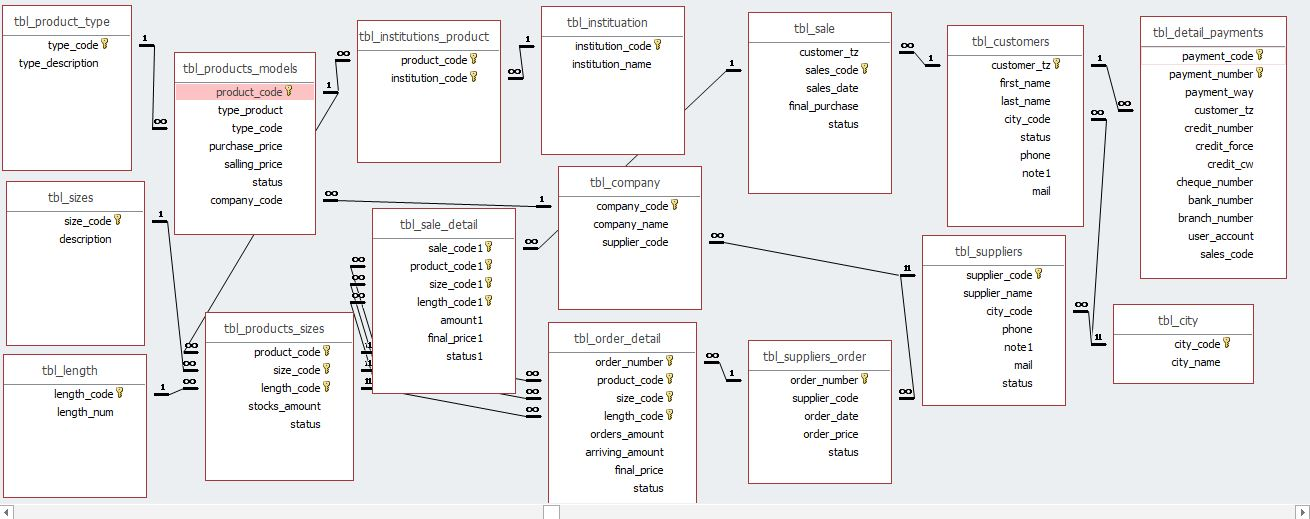 tbl_product_type
type_code
type_description
tbl_products_models
product_code
type_product
type_code
purchase_price
salling_price
status
company_code
tbl_institutions_product
product_code
institution_code
tbl_instituation
institution_code
institution_name
tbl_sale
customer_tz
sales_code
sales_date
final_purchase
status
tbl_customers
customer_tz
first_name
last_name
city_code
status
phone
note1
mail
tbl_detail_payments
payment_code
payment_number
payment_way
customer_tz
credit_number
credit_force
credit_cw
cheque_number
bank_number
branch_number
user_account
sales_code
tbl_sizes
size_code
description
tbl_sale_detail
sale_code1
product_code1
size_code1
length_code1
amount1
final_price1
status1
tbl_company
company_code
company_name
supplier_code
tbl_suppliers
supplier_code
supplier_name
city_code
phone
note1
mail
status
tbl_city
city_code
city_name
tbl_length
length_code
length_num
tbl_products_sizes
product_code
size_code
length_code
stocks_amount
status
tbl_order_detail
order_number
product_code
size_code
length_code
orders_amount
arriving_amount
final_price
status
tbl_suppliers_order
order_number
supplier_code
order_date
order_price
status